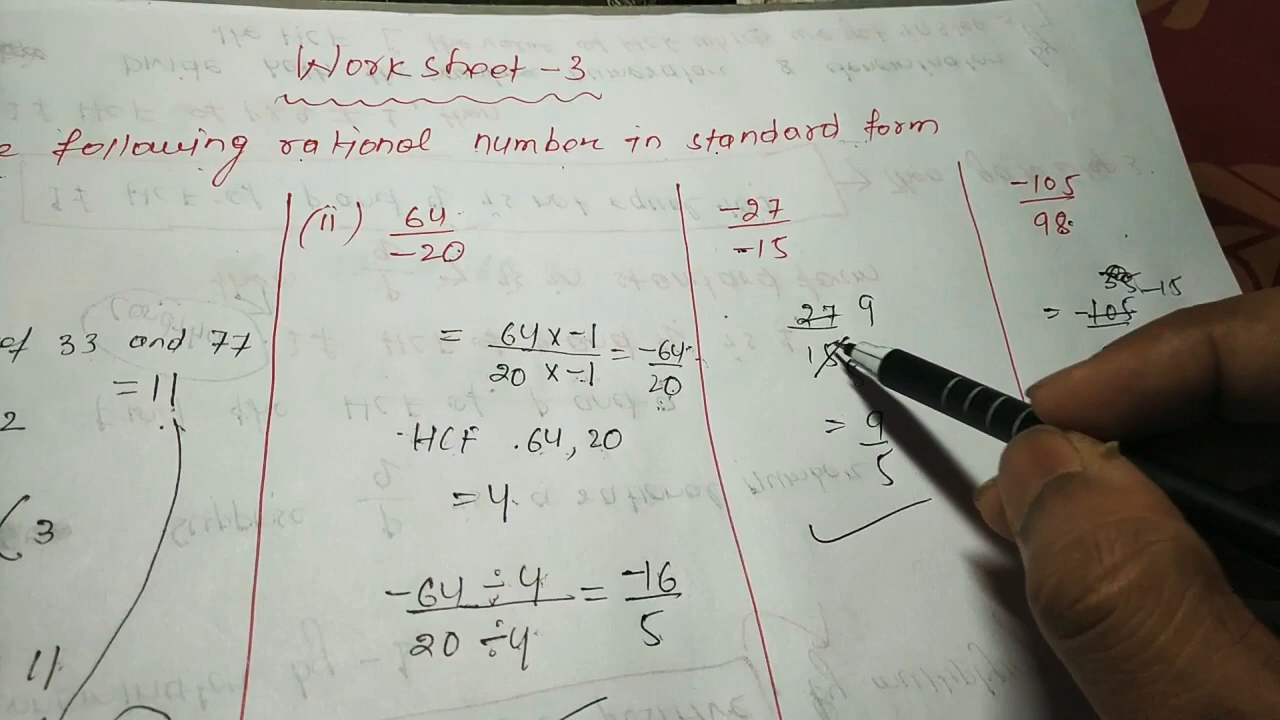 Worksheet - 3
e following rational number in standard form
of 33 and 77
= 11
2
(3
11
(ii) 64/-20
= 64 x -1 / 20 x -1 = -64/20
HCF 64, 20
= 4
-64 ÷ 4 / 20 ÷ 4 = -16/5
-27/-15
27 9
15 5
= 9/5
-105/98
-15
= -105